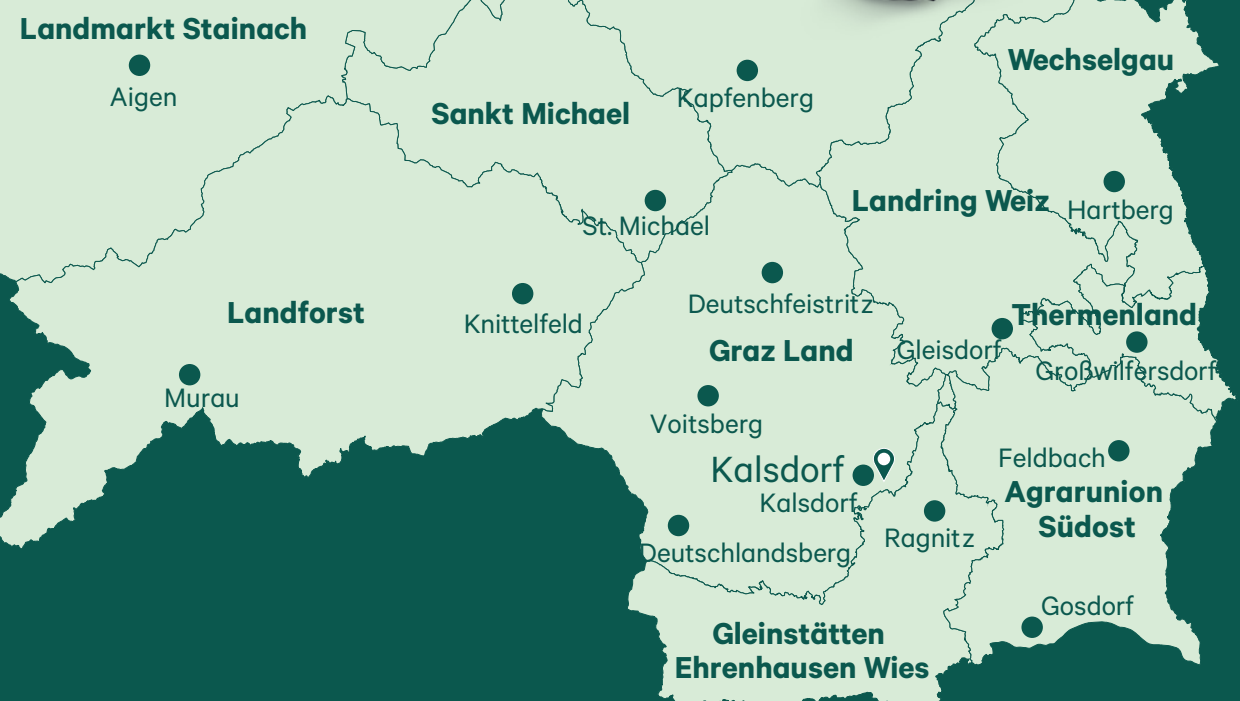 Landmarkt Stainach
Aigen
Sankt Michael
Kapfenberg
Wechselgau
St. Michael
Landring Weiz
Hartberg
Landforst
Knittelfeld
Deutschfeistritz
Thermenland
Graz Land
Gleisdorf
Großwilfersdorf
Murau
Voitsberg
Kalsdorf
Kalsdorf
Feldbach
Agrarunion
Südost
Ragnitz
Deutschlandsberg
Gosdorf
Gleinstätten
Ehrenhausen Wies